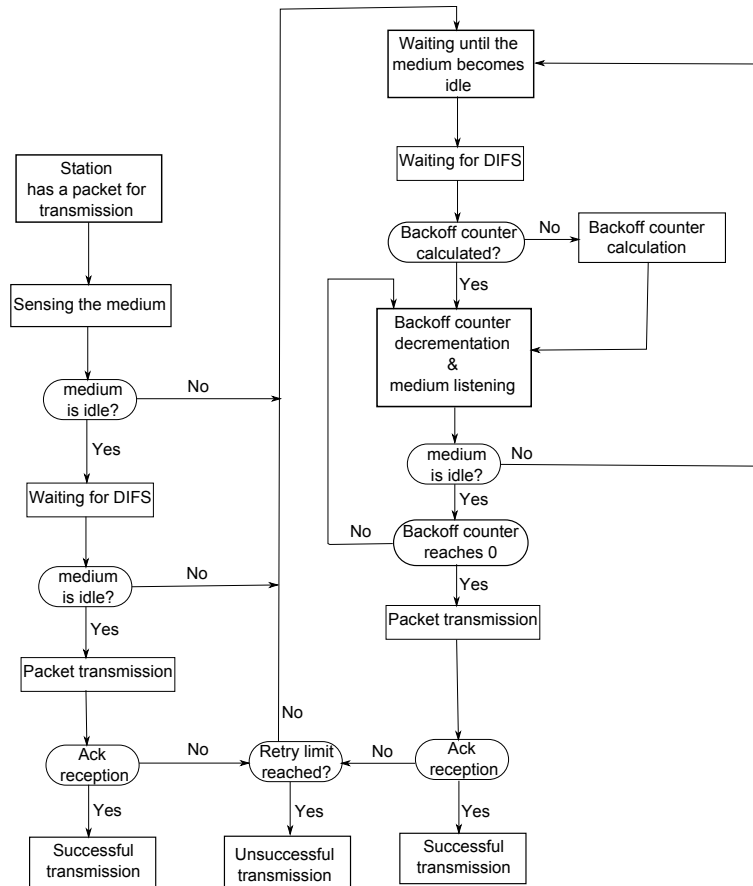 Waiting until the
medium becomes
idle
Station
has a packet for
transmission
Waiting for DIFS
Backoff counter
calculated?
No
Backoff counter
calculation
Yes
Sensing the medium
Backoff counter
decrementation
&
medium listening
medium
is idle?
No
Yes
medium
is idle?
No
Yes
Waiting for DIFS
Backoff counter
reaches 0
No
Yes
medium
is idle?
No
Yes
Packet transmission
Packet transmission
No
Ack
reception
No
Retry limit
reached?
No
Ack
reception
Yes
Yes
Yes
Successful
transmission
Unsuccessful
transmission
Successful
transmission